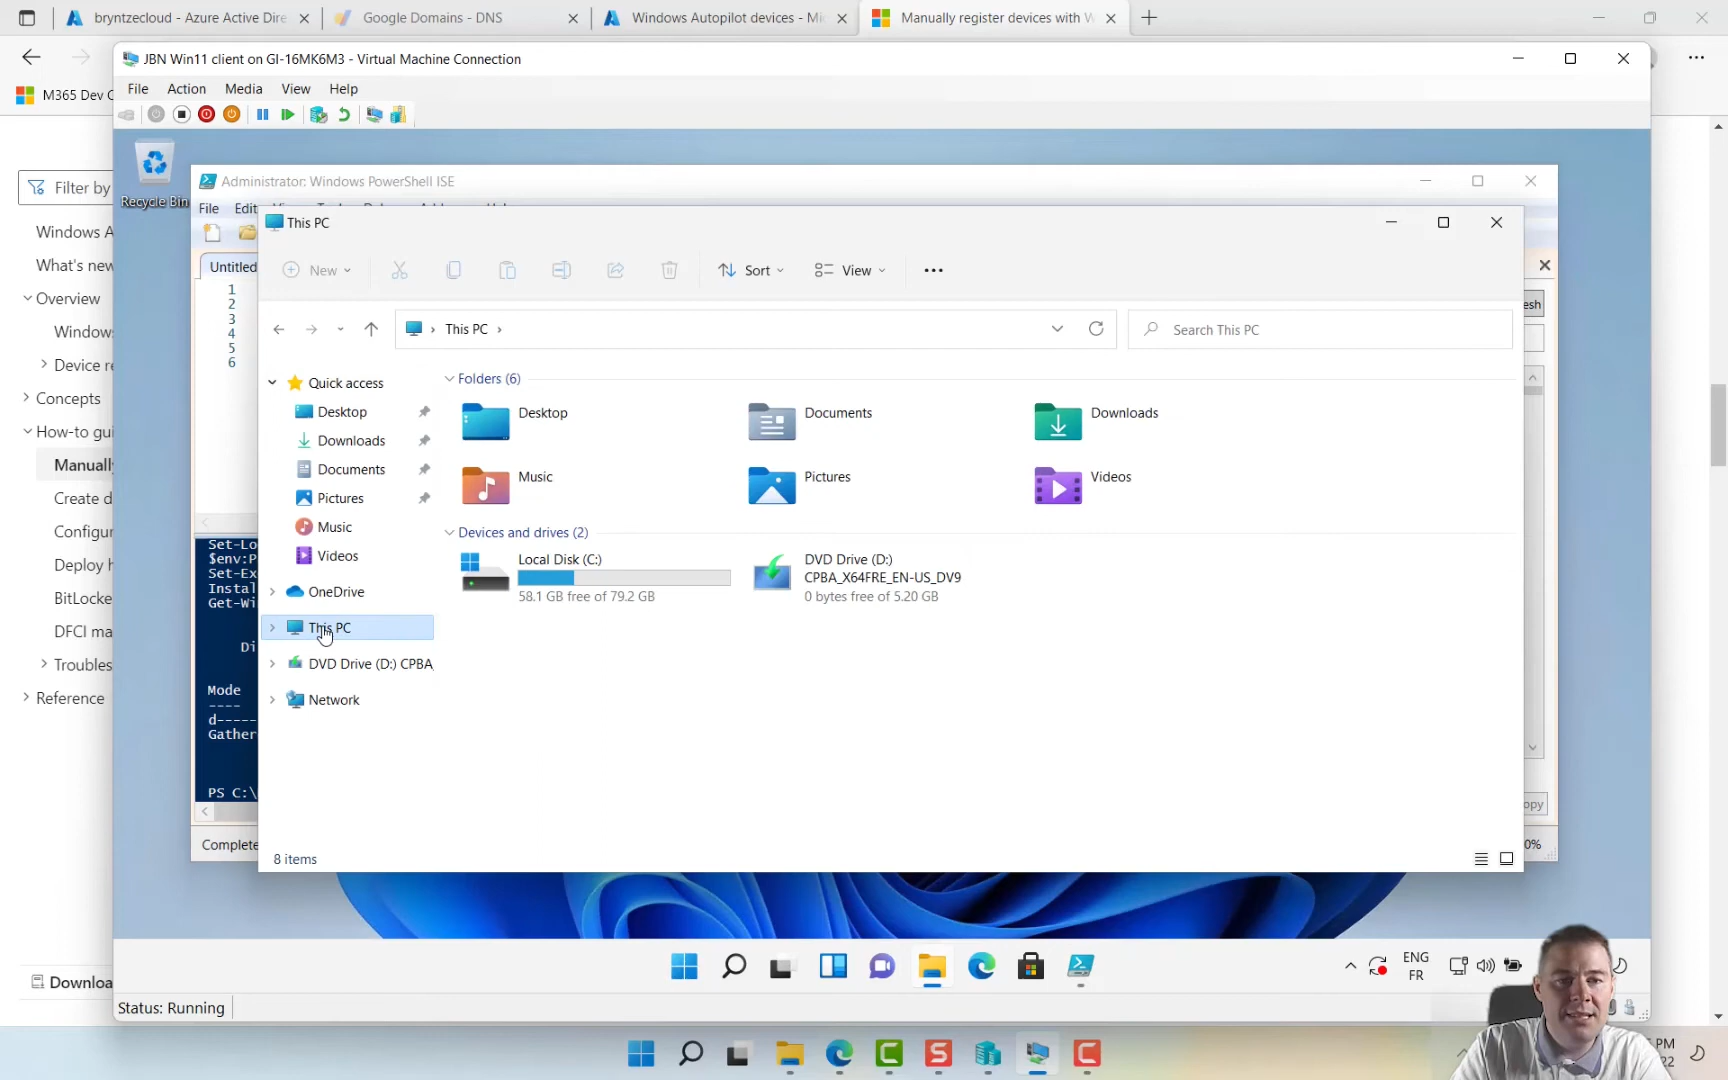 bryntzecloud - Azure Active Dire
Google Domains - DNS
Windows Autopilot devices - Mi
Manually register devices with W
JBN Win11 client on GI-16MK6M3 - Virtual Machine Connection
M365 Dev C
File Action Media View Help
Filter by
Recycle Bin
Administrator: Windows PowerShell ISE
File Edit
This PC
Windows A
What's new
Overview
Window
Device re
Concepts
How-to gui
Manually
Create d
Configur
Deploy h
BitLocke
DFCI ma
Troubles
Reference
Downloa
Untitled
1
2
3
4
5
6
New
Sort
View
This PC
Search This PC
esh
Quick access
Desktop
Downloads
Documents
Pictures
Music
Videos
OneDrive
This PC
DVD Drive (D:) CPBA
Network
Folders (6)
Desktop
Documents
Downloads
Music
Pictures
Videos
Devices and drives (2)
Local Disk (C:)
58.1 GB free of 79.2 GB
DVD Drive (D:)
CPBA_X64FRE_EN-US_DV9
0 bytes free of 5.20 GB
Set-Lo
$env:P
Set-Ex
Instal
Get-Wi
Di
Mode
----
d-----
Gather
PS C:\
opy
Complete
0%
8 items
ENG
FR
Status: Running
PM
22